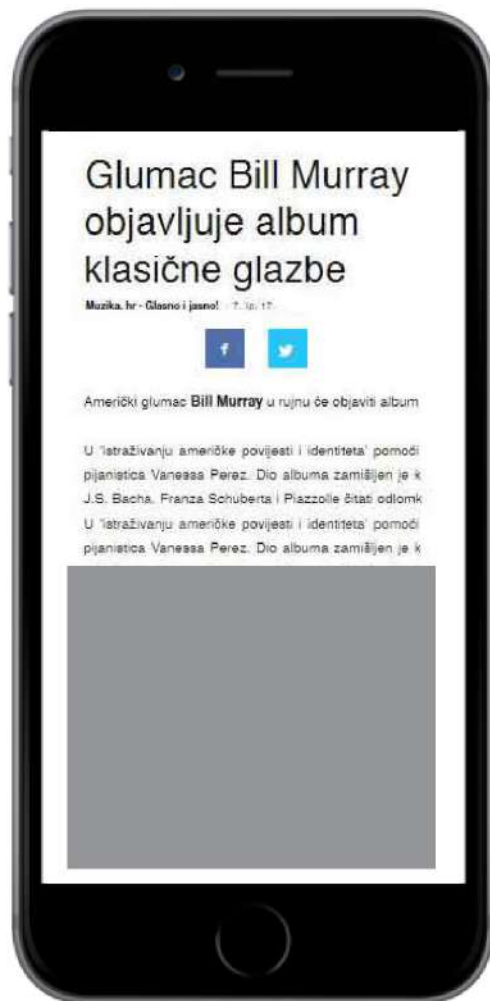 Glumac Bill Murray
objavljuje album
klasične glazbe
Muzika. hr - Glasno i jasno!
Američki glumac Bill Murray u rujnu će objaviti album
U 'istraživanju američke povijesti i identiteta' pomoći
pijanistica Vanessa Perez. Dio albuma zamišljen je k
J.S. Bacha, Franza Schuberta i Piazzolle čitati odlomk
U 'istraživanju američke povijesti i identiteta' pomoći
pijanistica Vanessa Perez. Dio albuma zamišljen je k